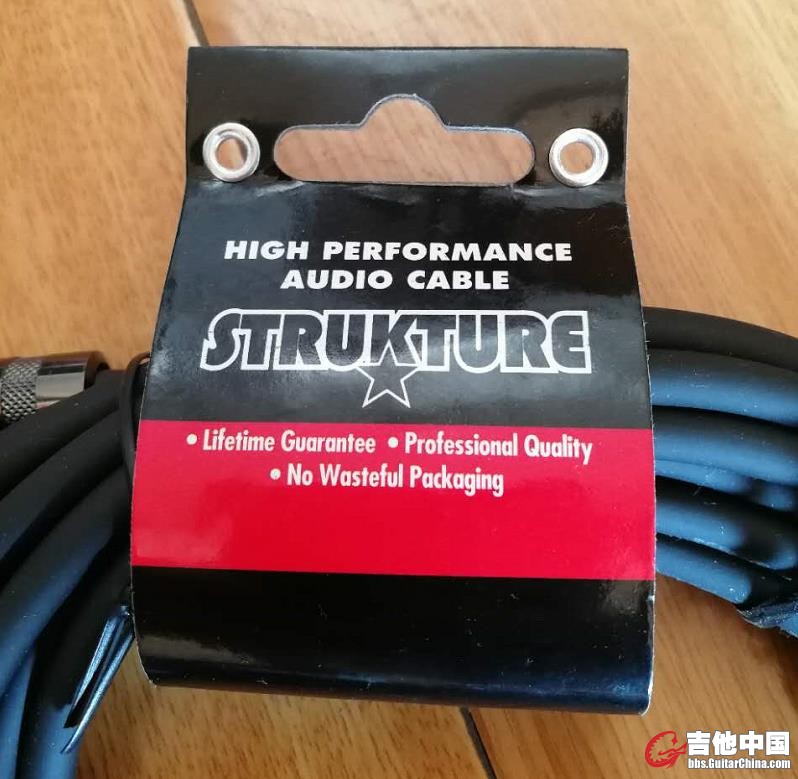 HIGH PERFORMANCE
AUDIO CABLE
STRUKTURE
• Lifetime Guarantee • Professional Quality
• No Wasteful Packaging
吉他中国
bbs.GuitarChina.com